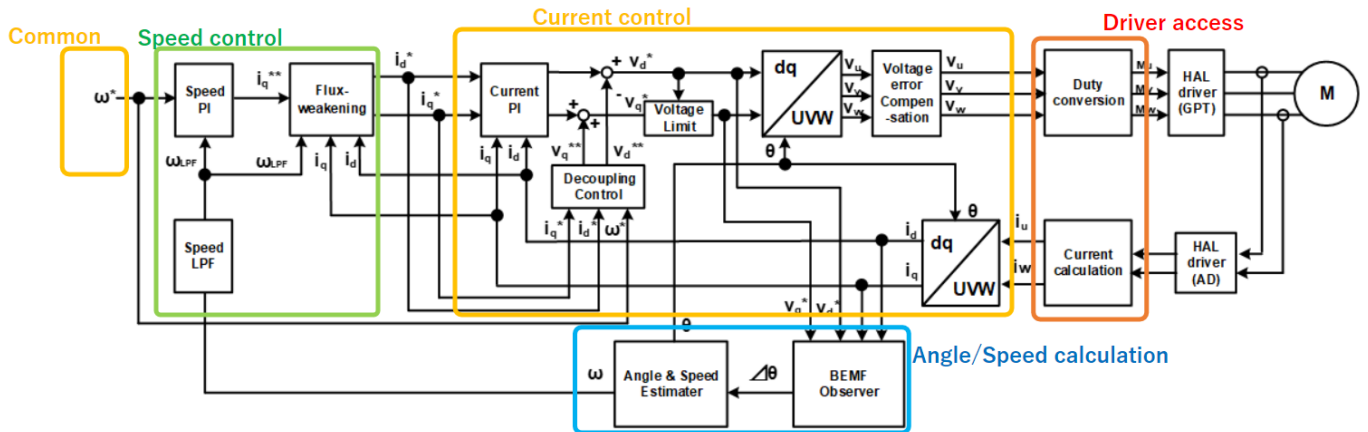 Common
Speed control
Current control
Driver access
ω*
Speed
PI
iq**
Flux-
weakening
id*
iq*
Current
PI
+
vd*
-
+
+
vq*
Voltage
Limit
dq
UVW
Vu
Vv
Vw
Voltage
error
Compen
-sation
Vu
Vv
Vw
Duty
conversion
Mu
Mv
Mw
HAL
driver
(GPT)
M
ωLPF
ωLPF
iq
id
iq
id
vq**
vd**
θ
Decoupling
Control
iq*
id*
ω*
Speed
LPF
θ
id
iq
dq
UVW
iu
iw
Current
calculation
HAL
driver
(AD)
vq*
vd*
θ
Angle/Speed calculation
ω
Angle & Speed
Estimater
⊿θ
BEMF
Observer